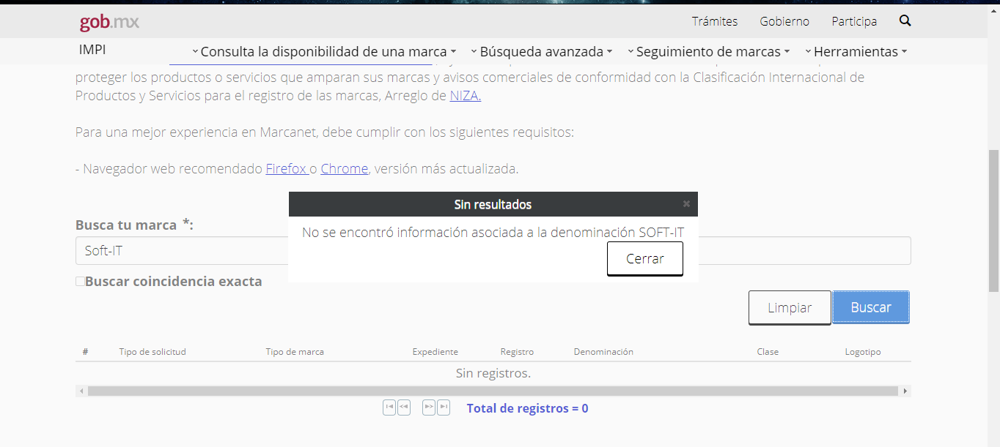 gob.mx
Trámites Gobierno Participa
IMPI
Consulta la disponibilidad de una marca Búsqueda avanzada Seguimiento de marcas Herramientas
proteger los productos o servicios que amparan sus marcas y avisos comerciales de conformidad con la Clasificación Internacional de
Productos y Servicios para el registro de las marcas, Arreglo de NIZA.
Para una mejor experiencia en Marcanet, debe cumplir con los siguientes requisitos:
- Navegador web recomendado Firefox o Chrome, versión más actualizada.
Sin resultados
No se encontró información asociada a la denominación SOFT-IT
Cerrar
Busca tu marca *:
Soft-IT
Buscar coincidencia exacta
Limpiar Buscar
# Tipo de solicitud Tipo de marca Expediente Registro Denominación Clase Logotipo
Sin registros.
Total de registros = 0